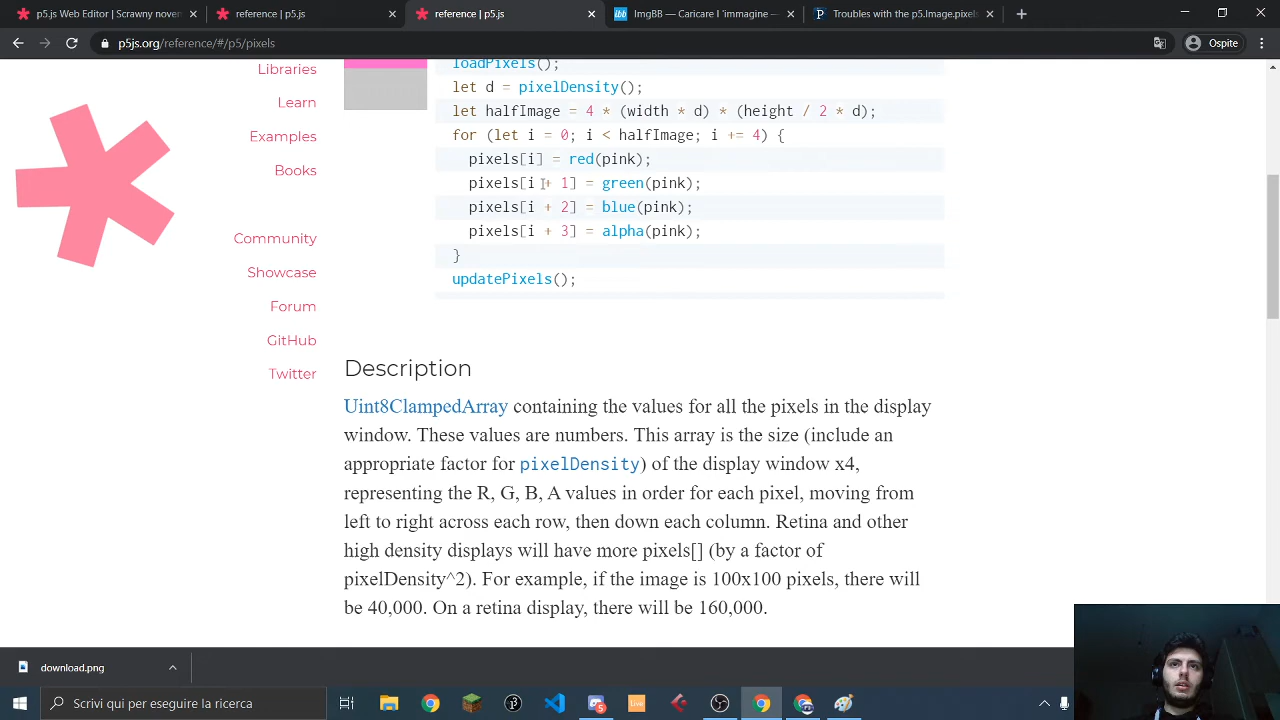 p5.js Web Editor | Scrawny noven
reference | p5.js
reference | p5.js
ImgBB — Caricare l'immagine —
Troubles with the p5.Image.pixels
p5js.org/reference/#/p5/pixels
Ospite
Libraries
Learn
Examples
Books
Community
Showcase
Forum
GitHub
Twitter
loadPixels();
let d = pixelDensity();
let halfImage = 4 * (width * d) * (height / 2 * d);
for (let i = 0; i < halfImage; i += 4) {
pixels[i] = red(pink);
pixels[i + 1] = green(pink);
pixels[i + 2] = blue(pink);
pixels[i + 3] = alpha(pink);
}
updatePixels();
Description
Uint8ClampedArray containing the values for all the pixels in the display
window. These values are numbers. This array is the size (include an
appropriate factor for pixelDensity) of the display window x4,
representing the R, G, B, A values in order for each pixel, moving from
left to right across each row, then down each column. Retina and other
high density displays will have more pixels[] (by a factor of
pixelDensity^2). For example, if the image is 100x100 pixels, there will
be 40,000. On a retina display, there will be 160,000.
download.png
Scrivi qui per eseguire la ricerca
Live